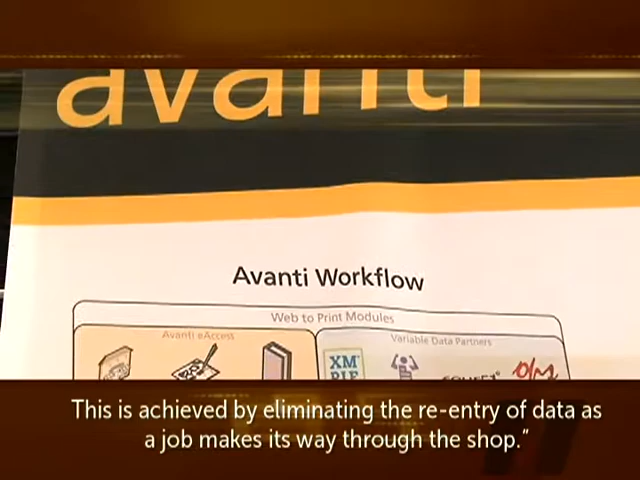 avanti
Avanti Workflow
Web to Print Modules
Avanti eAccess
Variable Data Partners
XM
PIE
This is achieved by eliminating the re-entry of data as
a job makes its way through the shop.”